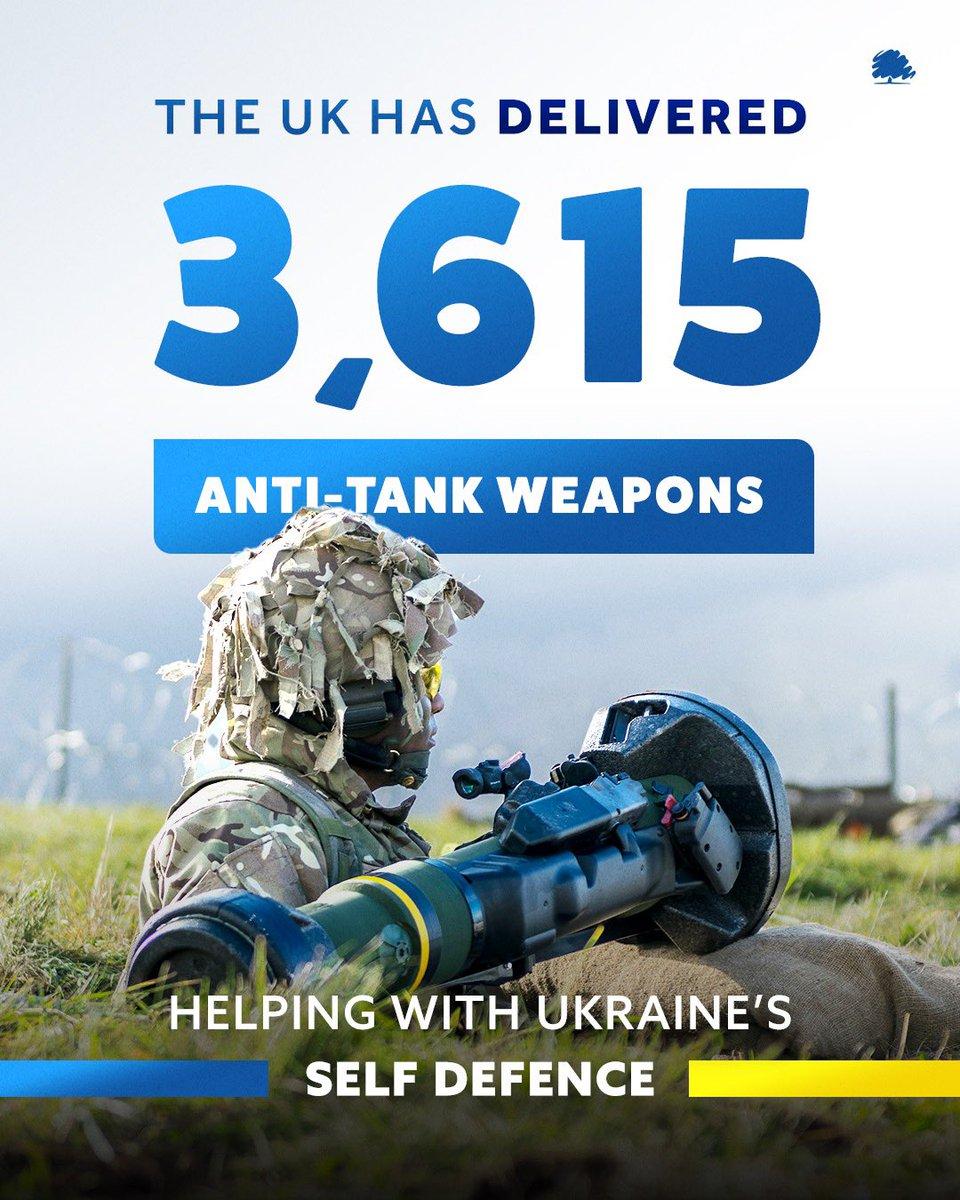 THE UK HAS DELIVERED
3,615
ANTI-TANK WEAPONS
HELPING WITH UKRAINE'S
SELF DEFENCE